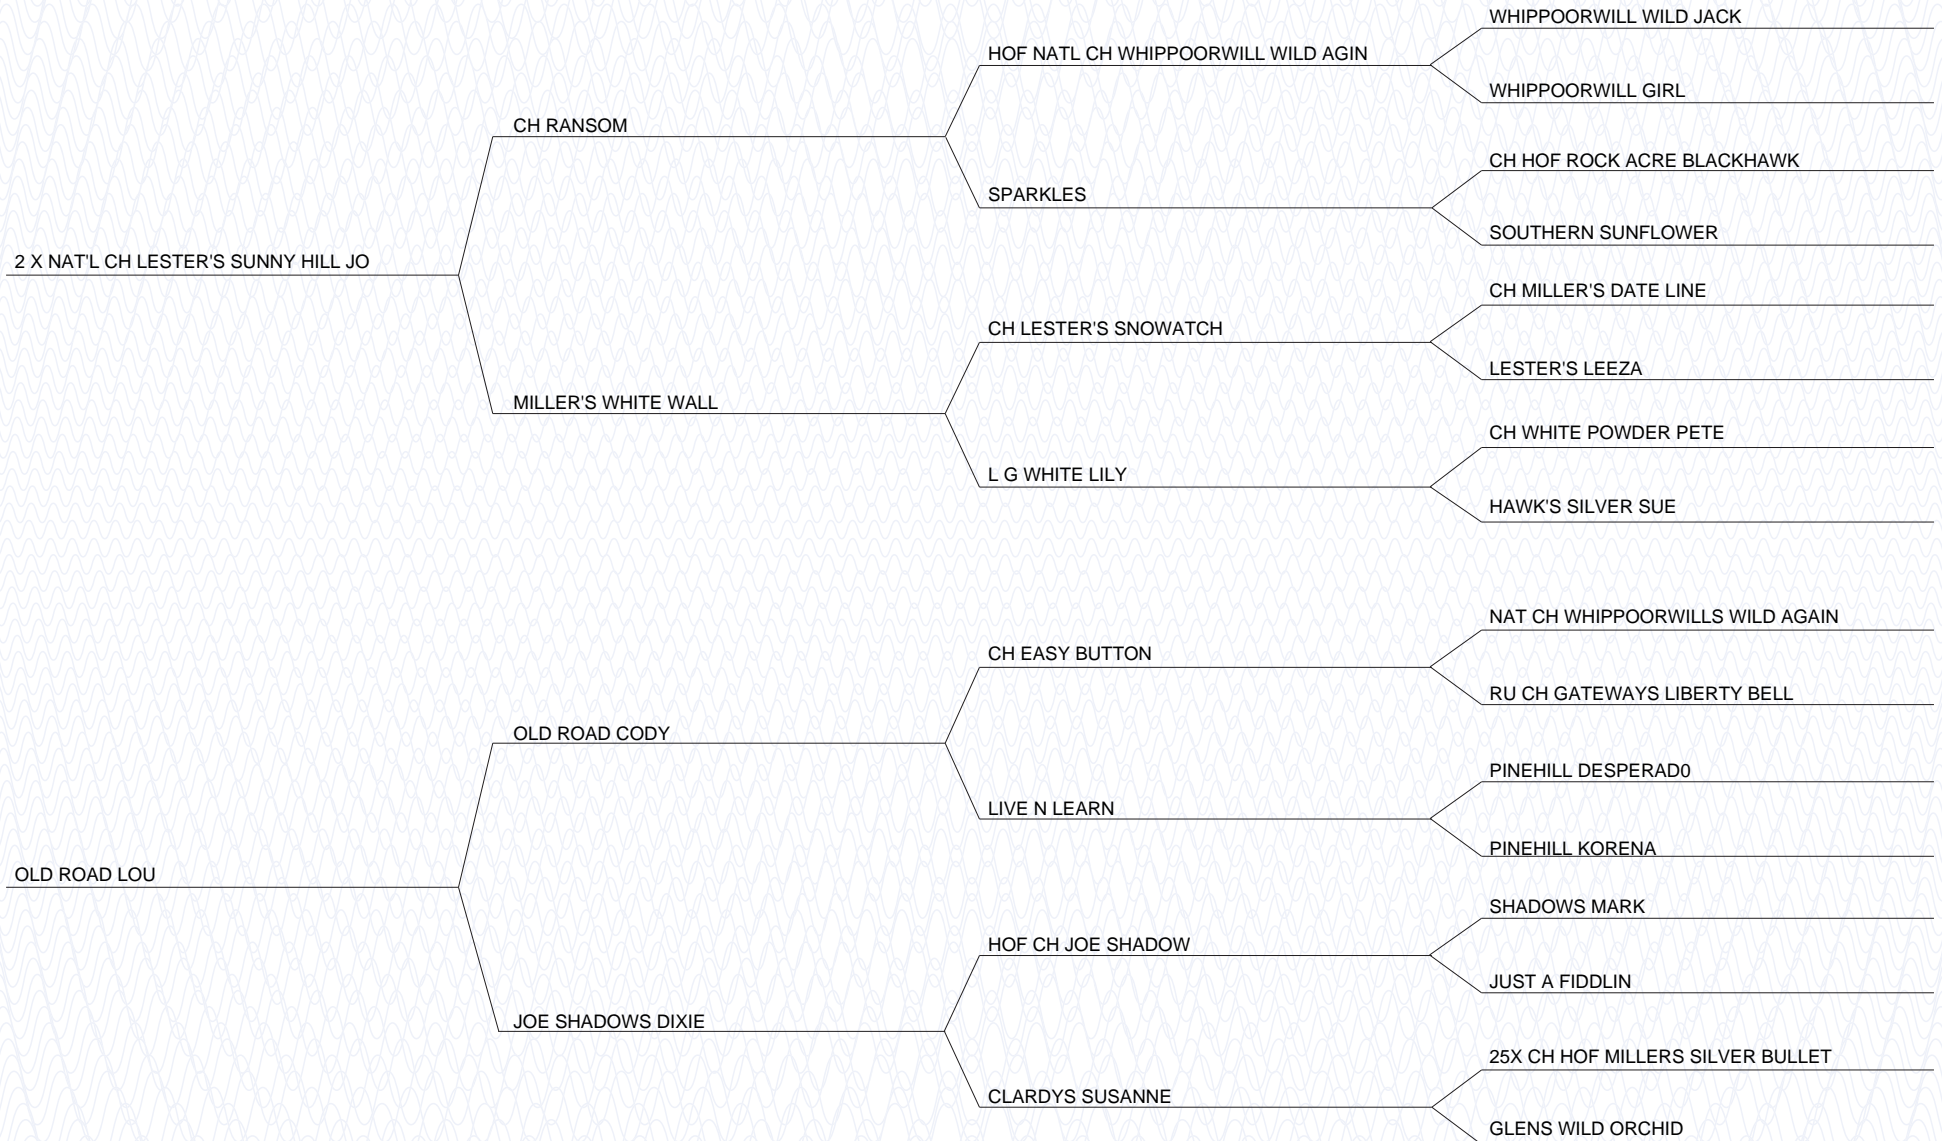 WHIPPOORWILL WILD JACK
HOF NATL CH WHIPPOORWILL WILD AGIN
WHIPPOORWILL GIRL
CH RANSOM
CH HOF ROCK ACRE BLACKHAWK
SPARKLES
SOUTHERN SUNFLOWER
2 X NAT'L CH LESTER'S SUNNY HILL JO
CH MILLER'S DATE LINE
CH LESTER'S SNOWATCH
LESTER'S LEEZA
MILLER'S WHITE WALL
CH WHITE POWDER PETE
L G WHITE LILY
HAWK'S SILVER SUE
NAT CH WHIPPOORWILLS WILD AGAIN
CH EASY BUTTON
RU CH GATEWAYS LIBERTY BELL
OLD ROAD CODY
PINEHILL DESPERAD0
LIVE N LEARN
PINEHILL KORENA
OLD ROAD LOU
SHADOWS MARK
HOF CH JOE SHADOW
JUST A FIDDLIN
JOE SHADOWS DIXIE
25X CH HOF MILLERS SILVER BULLET
CLARDYS SUSANNE
GLENS WILD ORCHID